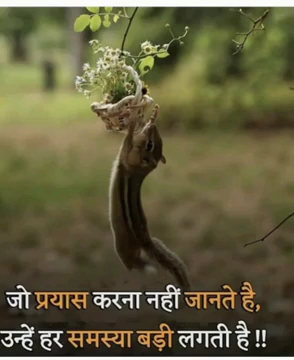 जो प्रयास करना नहीं जानते है,
उन्हें हर समस्या बड़ी लगती है !!